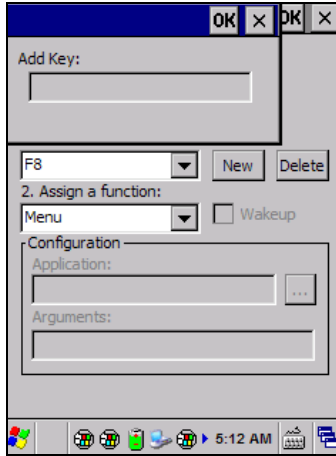 OK × OK ×
Add Key:
F8 New Delete
2. Assign a function:
Menu Wakeup
Configuration
Application:
...
Arguments:
5:12 AM